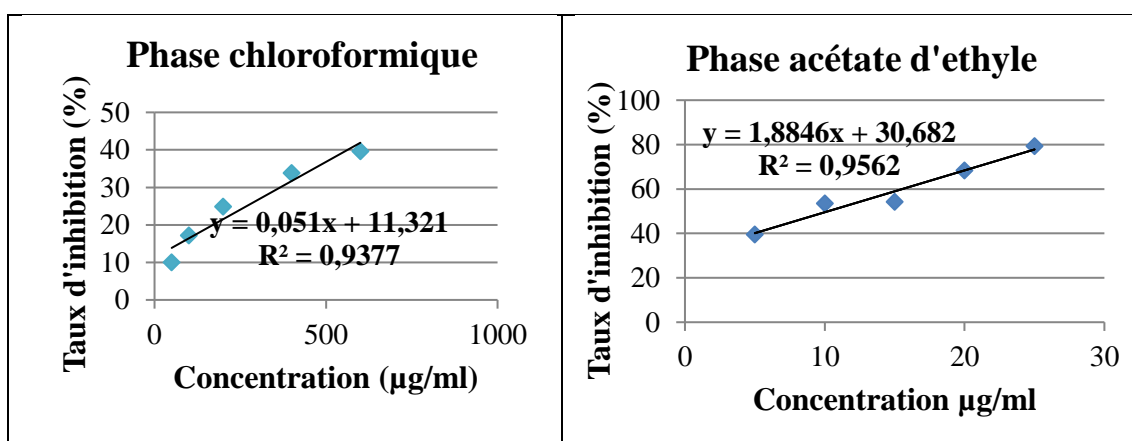 Phase chloroformique
Taux d'inhibition (%)
50
40
30
20
10
0
y = 0,051x + 11,321
R² = 0,9377
0 500 1000
Concentration (µg/ml)
Phase acétate d'ethyle
Taux d'inhibition (%)
100
80
60
40
20
0
y = 1,8846x + 30,682
R² = 0,9562
0 10 20 30
Concentration µg/ml